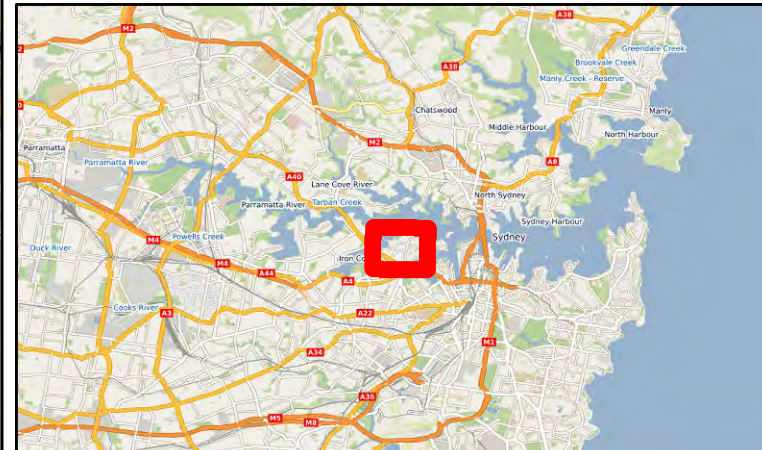 M2
A38
Greendale Creek
Brookvale Creek
A38
Manly Creek - Reserve
Chatswood
Manly
Middle Harbour
North Harbour
M2
Parramatta
Parramatta River
A8
A40
Lane Cove River
North Sydney
Tarban Creek
Parramatta River
Sydney Harbour
Powells Creek
Sydney
M4
Duck River
Iron
M4
A44
A4
Cooks River
A3
A22
M1
A34
A36
M5
M8